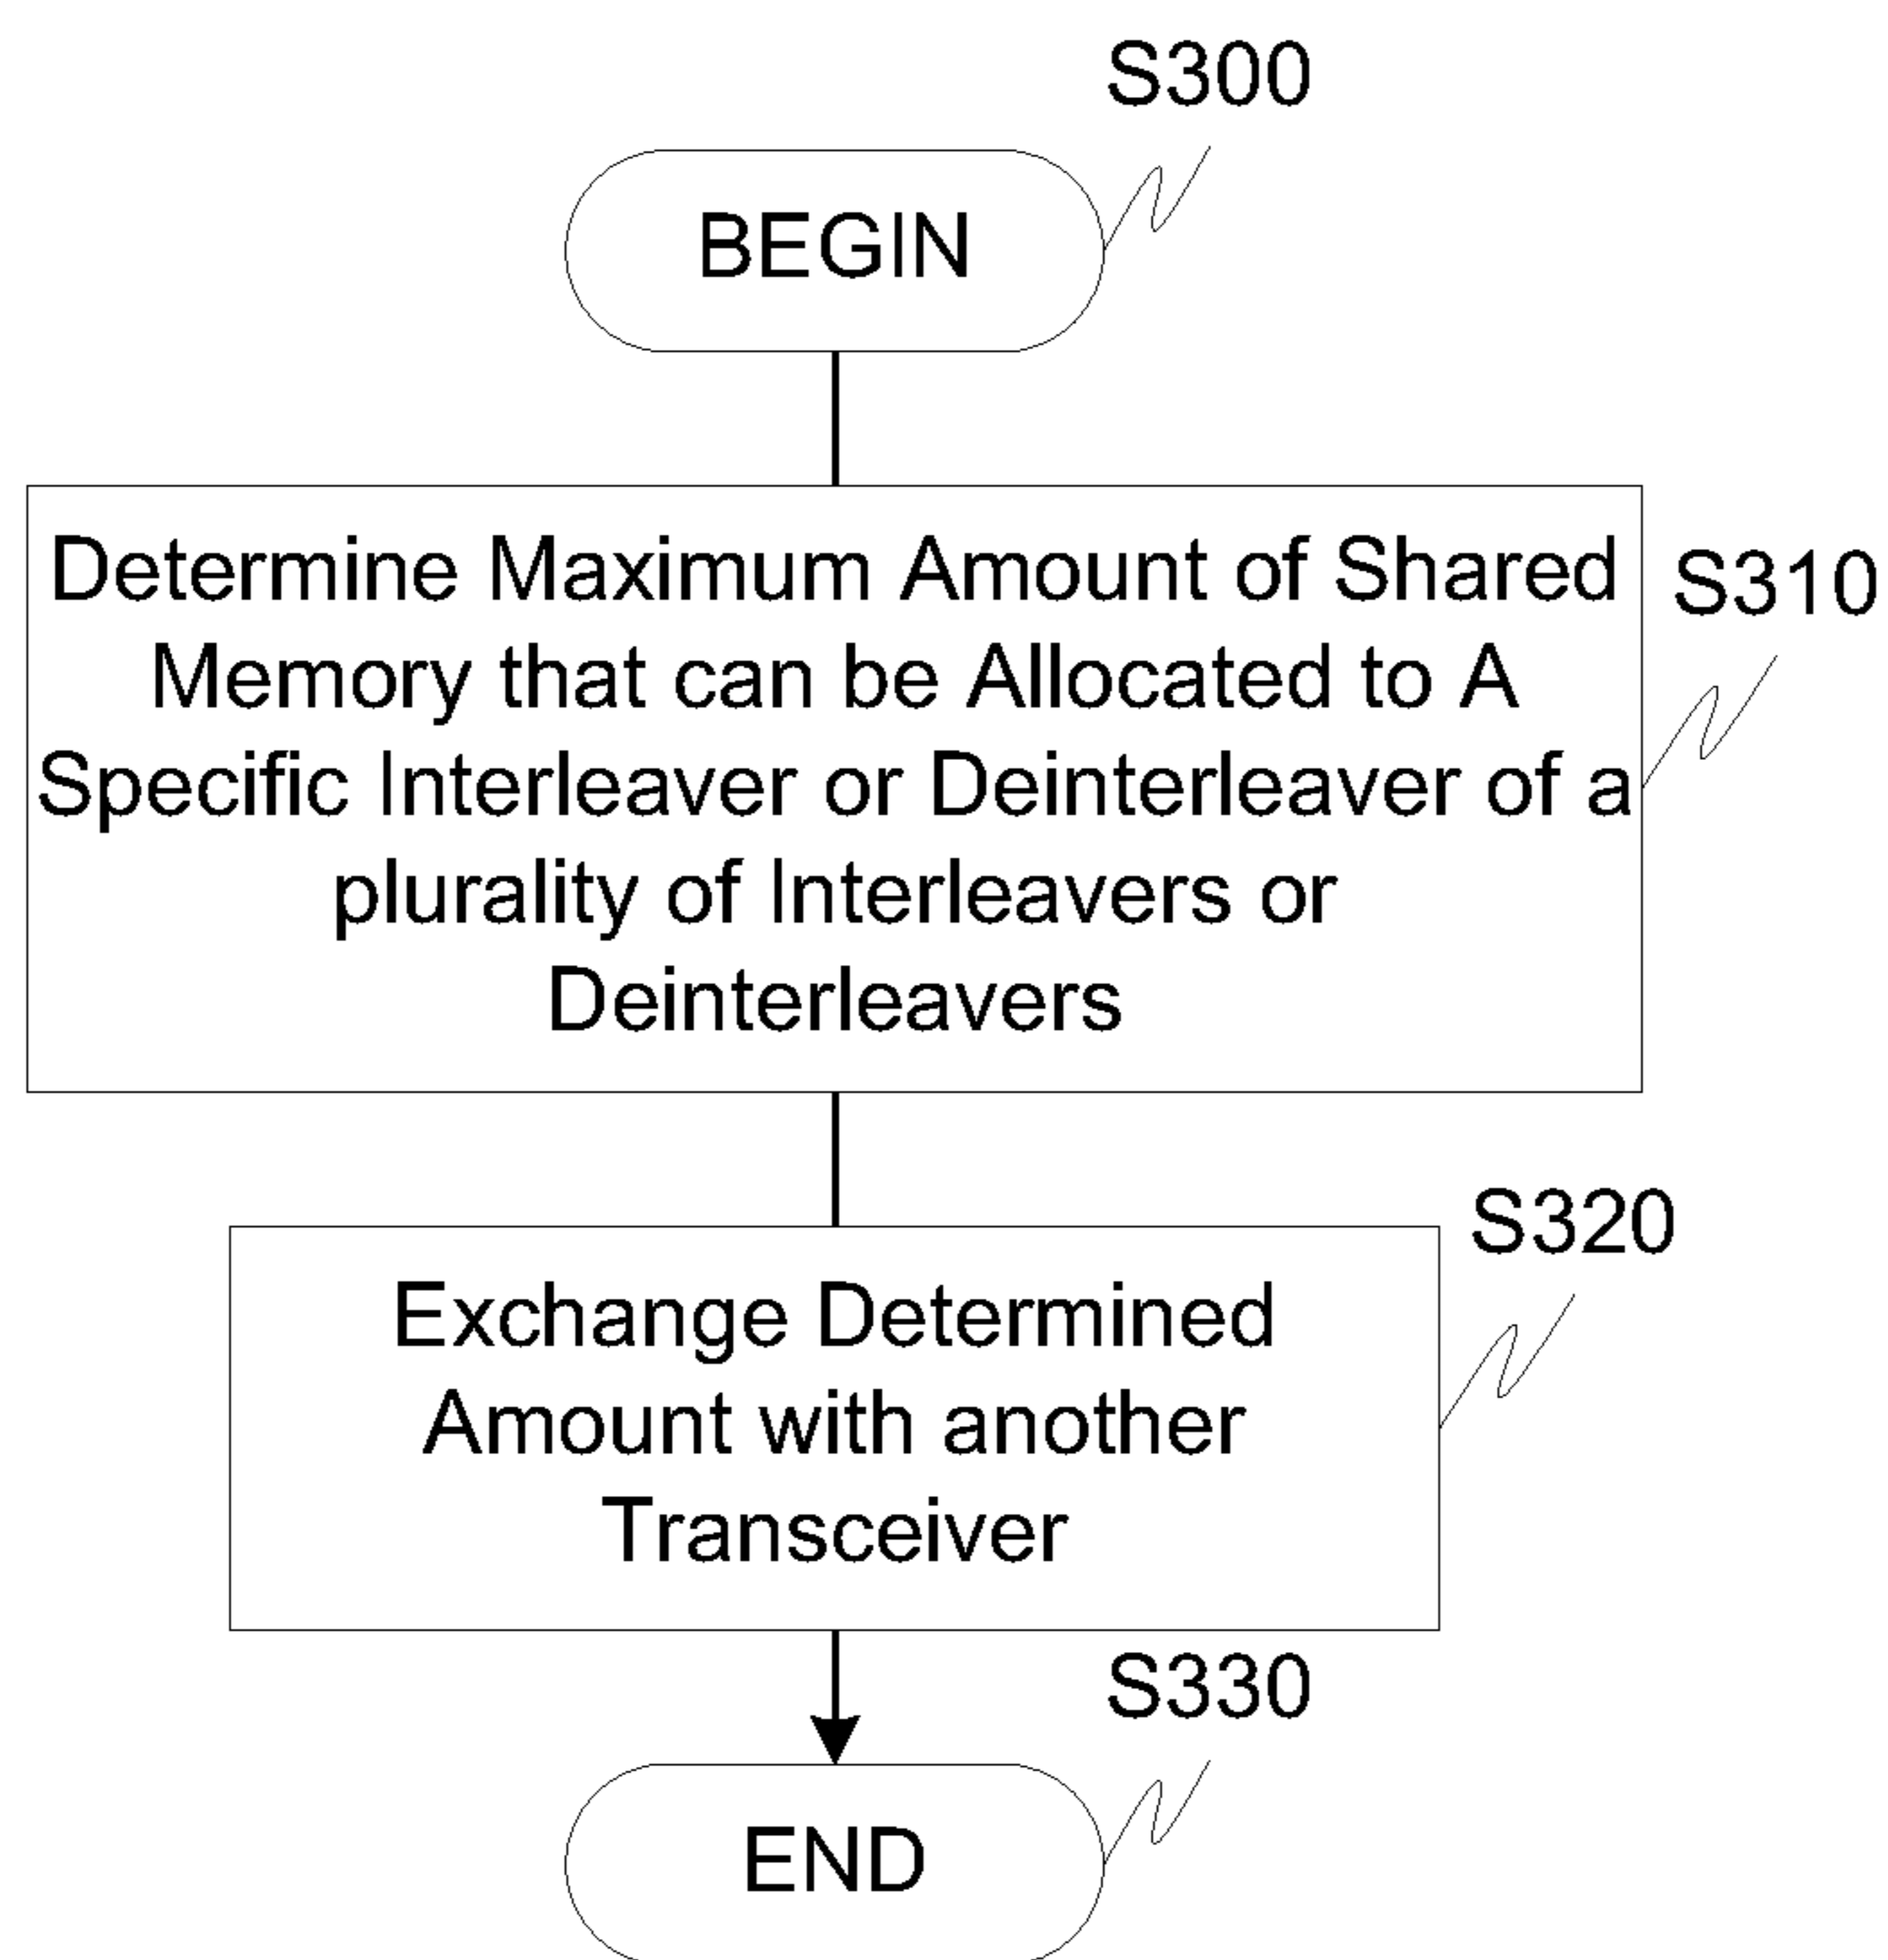 S300
BEGIN
Determine Maximum Amount of Shared
Memory that can be Allocated to A
Specific Interleaver or Deinterleaver of a
plurality of Interleavers or
Deinterleavers
S310
Exchange Determined
Amount with another
Transceiver
S320
S330
END